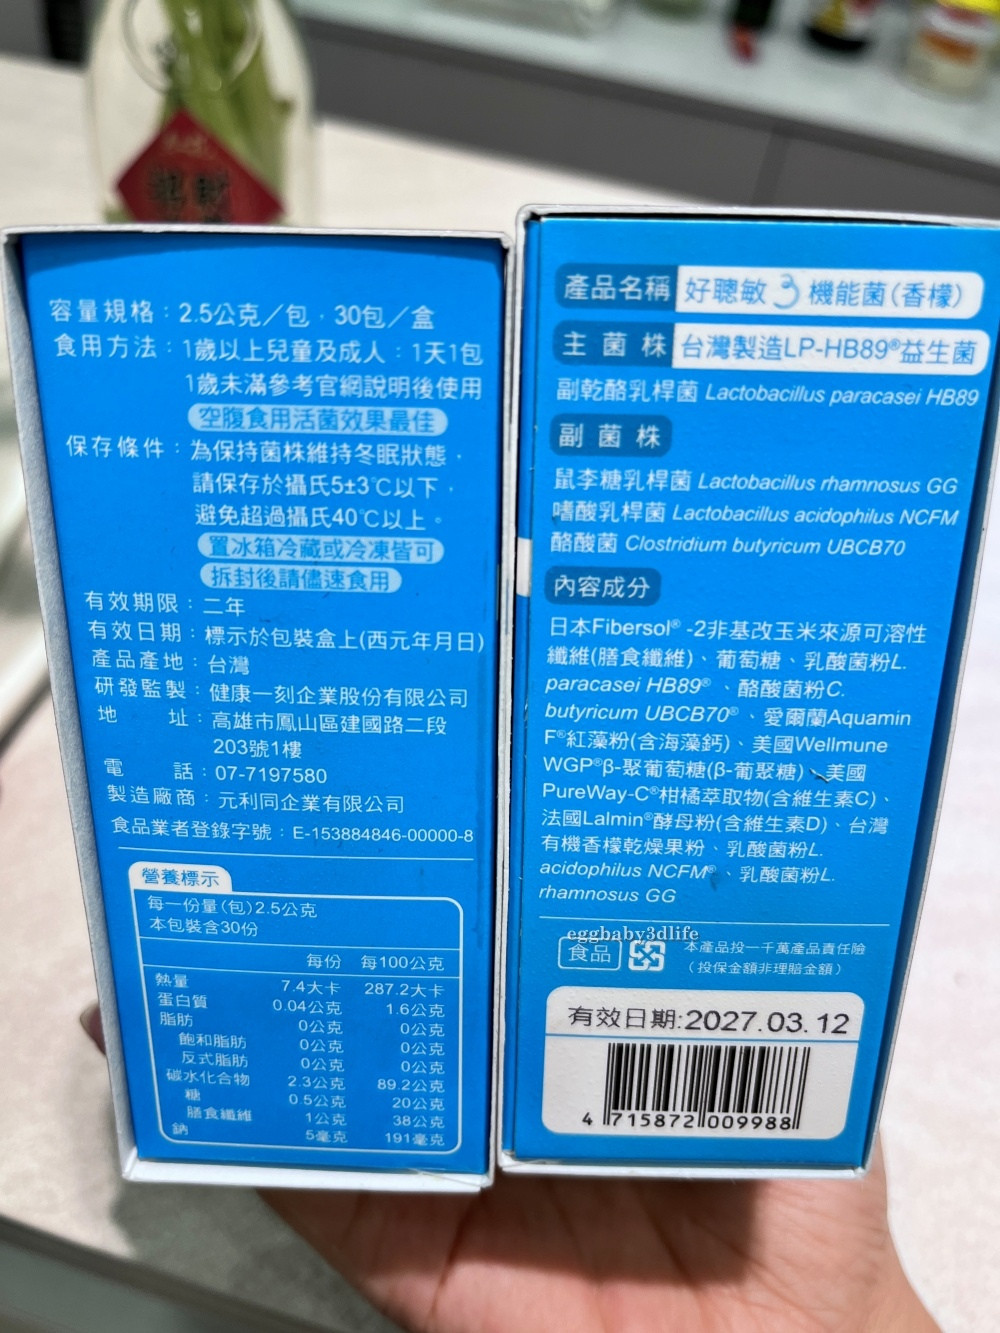 容量規格：2.5公克／包，30包／盒
食用方法：1歲以上兒童及成人：1天1包
1歲未滿參考官網說明後使用
空腹食用活菌效果最佳
保存條件：為保持菌株維持冬眠狀態，
請保存於攝氏5±3℃以下，
避免超過攝氏40℃以上。
置冰箱冷藏或冷凍皆可
拆封後請儘速食用
有效期限：二年
有效日期：標示於包裝盒上(西元年月日)
產品產地：台灣
研發監製：健康一刻企業股份有限公司
地址：高雄市鳳山區建國路二段
203號1樓
電話：07-7197580
製造廠商：元利同企業有限公司
食品業者登錄字號：E-153884846-00000-8
營養標示
每一份量(包)2.5公克
本包裝含30份
每份 每100公克
熱量 7.4大卡 287.2大卡
蛋白質 0.04公克 1.6公克
脂肪 0公克 0公克
飽和脂肪 0公克 0公克
反式脂肪 0公克 0公克
碳水化合物 2.3公克 89.2公克
糖 0.5公克 20公克
膳食纖維 1公克 38公克
鈉 5毫克 191毫克
產品名稱 好聰敏3機能菌(香檬)
主菌株 台灣製造LP-HB89®益生菌
副乾酪乳桿菌 Lactobacillus paracasei HB89
副菌株
鼠李糖乳桿菌 Lactobacillus rhamnosus GG
嗜酸乳桿菌 Lactobacillus acidophilus NCFM
酪酸菌 Clostridium butyricum UBCB70
內容成分
日本Fibersol® -2非基改玉米來源可溶性
纖維(膳食纖維)、葡萄糖、乳酸菌粉L.
paracasei HB89®、酪酸菌粉C.
butyricum UBCB70®、愛爾蘭Aquamin
F®紅藻粉(含海藻鈣)、美國Wellmune
WGP®β-聚葡萄糖(β-葡聚糖)、美國
PureWay-C®柑橘萃取物(含維生素C)、
法國Lalmin®酵母粉(含維生素D)、台灣
有機香檬乾燥果粉、乳酸菌粉L.
acidophilus NCFM®、乳酸菌粉L.
rhamnosus GG
eggbaby3dlife
食品 本產品投一千萬產品責任險
(投保金額非理賠金額)
有效日期:2027.03.12
4 715872 009988